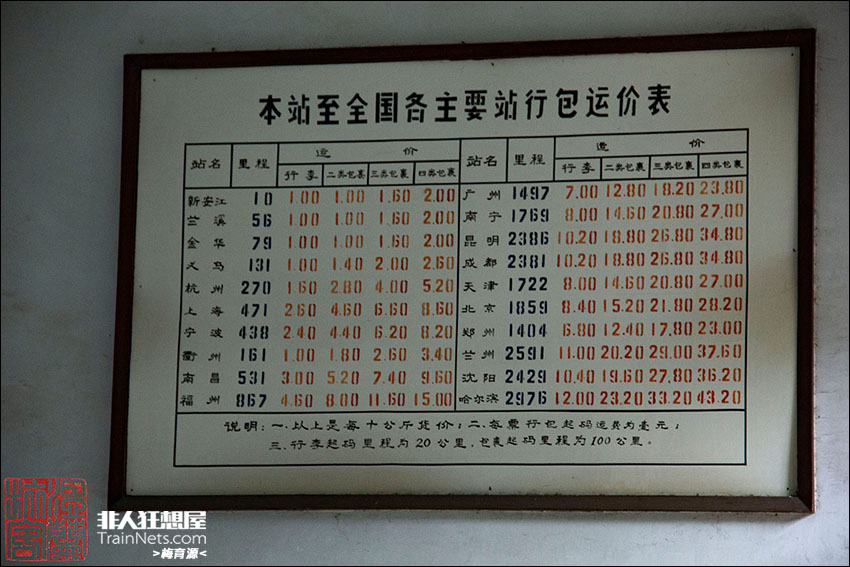 本站至全国各主要站行包运价表
站名 里程 运价 站名 里程 运价
行李 二类包裹 三类包裹 四类包裹 行李 二类包裹 三类包裹 四类包裹
新安江 10 1.00 1.00 1.60 2.00 广州 1497 7.00 12.80 18.20 23.80
兰溪 56 1.00 1.00 1.60 2.00 南宁 1769 8.00 14.60 20.80 27.00
金华 79 1.00 1.00 1.60 2.00 昆明 2386 10.20 18.80 26.80 34.80
义乌 131 1.00 1.40 2.00 2.60 成都 2381 10.20 18.80 26.80 34.80
杭州 270 1.60 2.80 4.00 5.20 天津 1722 8.00 14.60 20.80 27.00
上海 471 2.60 4.60 6.60 8.60 北京 1859 8.40 15.20 21.80 28.20
宁波 438 2.40 4.40 6.20 8.20 郑州 1404 6.80 12.40 17.80 23.00
衢州 161 1.00 1.80 2.60 3.40 兰州 2591 11.00 20.20 29.00 37.60
南昌 531 3.00 5.20 7.40 9.60 沈阳 2429 10.40 19.60 27.80 36.20
福州 867 4.60 8.00 11.60 15.00 哈尔滨 2976 12.00 23.20 33.20 43.20
说明:一.以上是每十公斤货价;二.每票行包起码运费为壹元;
三.行李起码里程为20公里,包裹起码里程为100公里。
非人狂想屋
TrainNets.com
>梅育源<